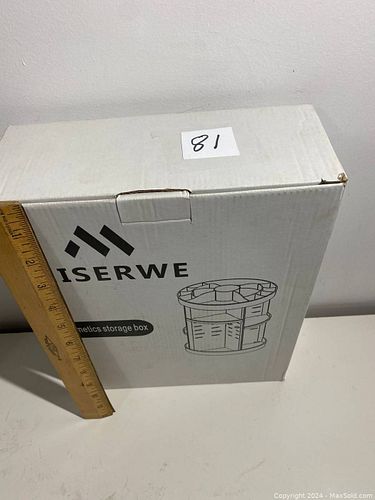 81
ISERWE
metics storage box
Copyright 2024 - MaxSold.com